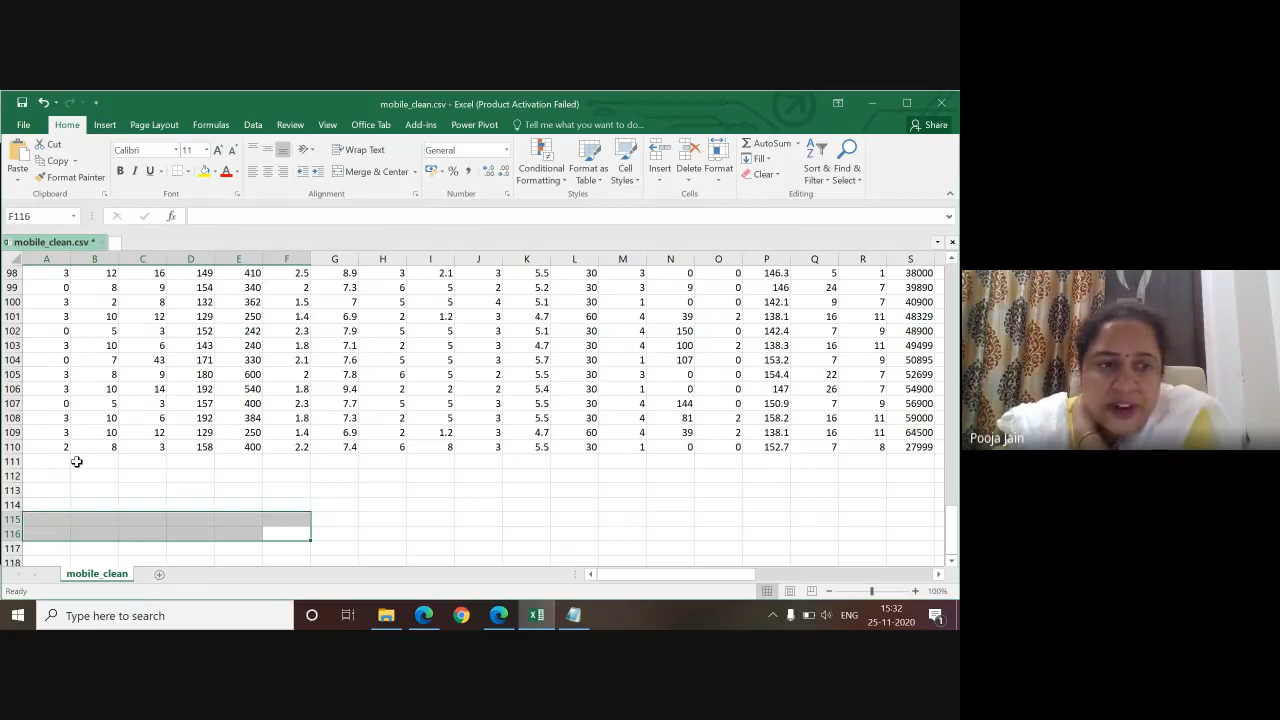 mobile_clean.csv - Excel (Product Activation Failed)
File Home Insert Page Layout Formulas Data Review View Office Tab Add-ins Power Pivot Tell me what you want to do... Share
Paste Cut Copy Format Painter Clipboard
Calibri 11 A A B I U A Font
Wrap Text Merge & Center Alignment
General % , Number
Conditional Formatting Format as Table Cell Styles Styles
Insert Delete Format Cells
AutoSum Fill Clear Sort & Filter Find & Select Editing
F116 fx
mobile_clean.csv *
A B C D E F G H I J K L M N O P Q R S
98 3 12 16 149 410 2.5 8.9 3 2.1 3 5.5 30 3 0 0 146.3 5 1 38000
99 0 8 9 154 340 2 7.3 6 5 2 5.2 30 3 9 0 146 24 7 39890
100 3 2 8 132 362 1.5 7 5 5 4 5.1 30 1 0 0 142.1 9 7 40900
101 3 10 12 129 250 1.4 6.9 2 1.2 3 4.7 60 4 39 2 138.1 16 11 48329
102 0 5 3 152 242 2.3 7.9 5 5 3 5.1 30 4 150 0 142.4 7 9 48900
103 3 10 6 143 240 1.8 7.1 2 5 3 4.7 30 4 100 2 138.3 16 11 49499
104 0 7 43 171 330 2.1 7.6 5 5 3 5.7 30 1 107 0 153.2 7 9 50895
105 3 8 9 180 600 2 7.8 6 5 2 5.5 30 3 0 0 154.4 22 7 52699
106 3 10 14 192 540 1.8 9.4 2 2 2 5.4 30 1 0 0 147 16 11 54900
107 0 5 3 157 400 2.3 7.7 5 5 3 5.5 30 4 144 0 150.9 7 9 56900
108 3 10 6 192 384 1.8 7.3 2 5 3 5.5 30 4 81 2 158.2 16 11 59000
109 3 10 12 129 250 1.4 6.9 2 1.2 3 4.7 60 4 39 2 138.1 16 11 64500
110 2 8 3 158 400 2.2 7.4 6 8 3 5.5 30 1 0 0 152.7 7 8 27999
111
112
113
114
115
116
117
118
mobile_clean
Ready 100%
Type here to search ENG 15:32
25-11-2020
1
Pooja Jain